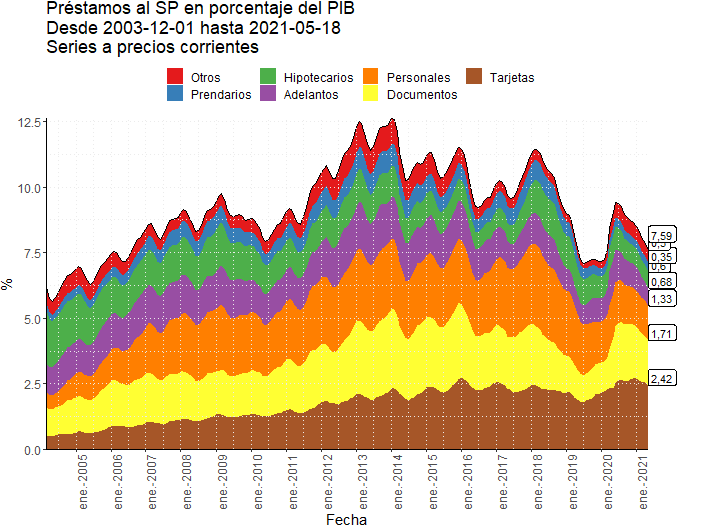 Préstamos al SP en porcentaje del PIB
Desde 2003-12-01 hasta 2021-05-18
Series a precios corrientes
Otros Hipotecarios Personales Tarjetas
Prendarios Adelantos Documentos
12.5
10.0
7.5
5.0
2.5
0.0
%
7,59
0,35
0,6
0,68
1,33
1,71
2,42
ene.-2005
ene.-2006
ene.-2007
ene.-2008
ene.-2009
ene.-2010
ene.-2011
ene.-2012
ene.-2013
ene.-2014
ene.-2015
ene.-2016
ene.-2017
ene.-2018
ene.-2019
ene.-2020
ene.-2021
Fecha